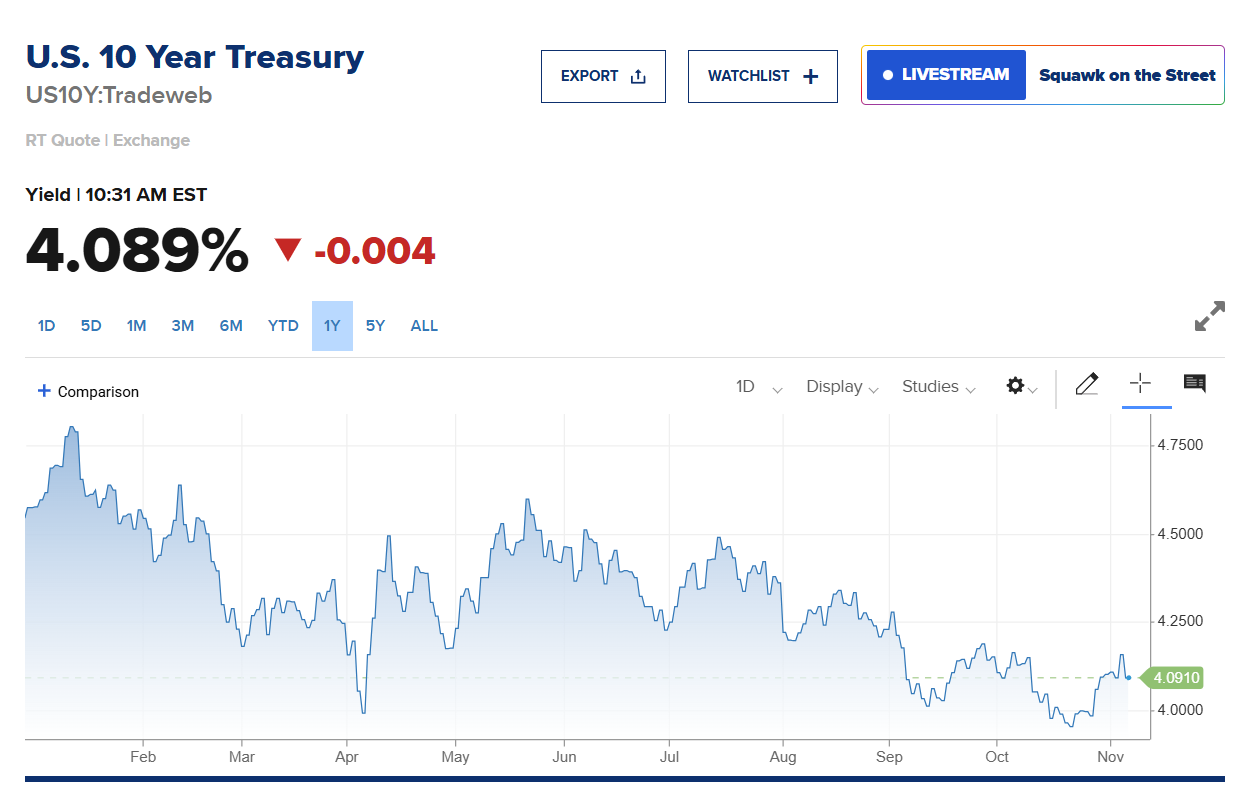 U.S. 10 Year Treasury
US10Y:Tradeweb
EXPORT
WATCHLIST +
LIVESTREAM
Squawk on the Street
RT Quote | Exchange
Yield | 10:31 AM EST
4.089% ▼ -0.004
1D 5D 1M 3M 6M YTD 1Y 5Y ALL
+ Comparison
1D Display Studies
4.7500
4.5000
4.2500
4.0910
4.0000
Feb Mar Apr May Jun Jul Aug Sep Oct Nov